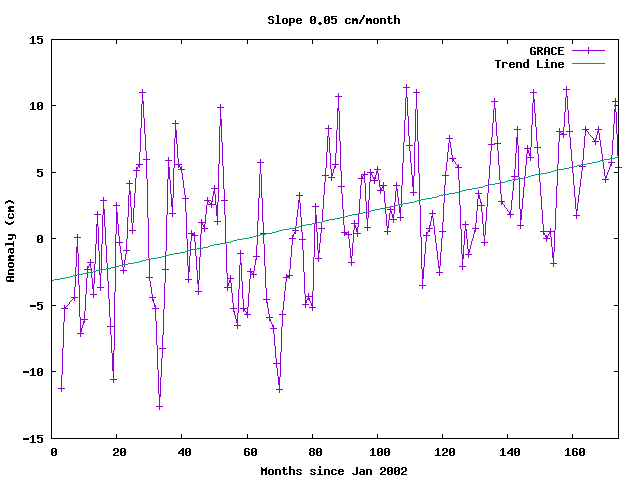 Slope 0.05 cm/month
GRACE
Trend Line
15
10
5
0
-5
-10
-15
Anomaly (cm)
0 20 40 60 80 100 120 140 160
Months since Jan 2002